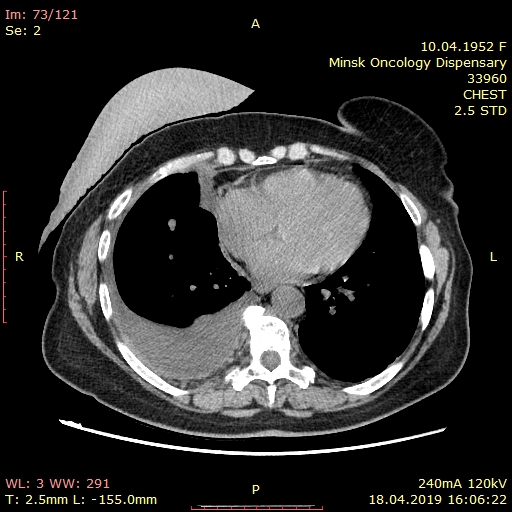 Im: 73/121
Se: 2
A
10.04.1952 F
Minsk Oncology Dispensary
33960
CHEST
2.5 STD
R
L
WL: 3 WW: 291
T: 2.5mm L: -155.0mm
P
240mA 120kV
18.04.2019 16:06:22